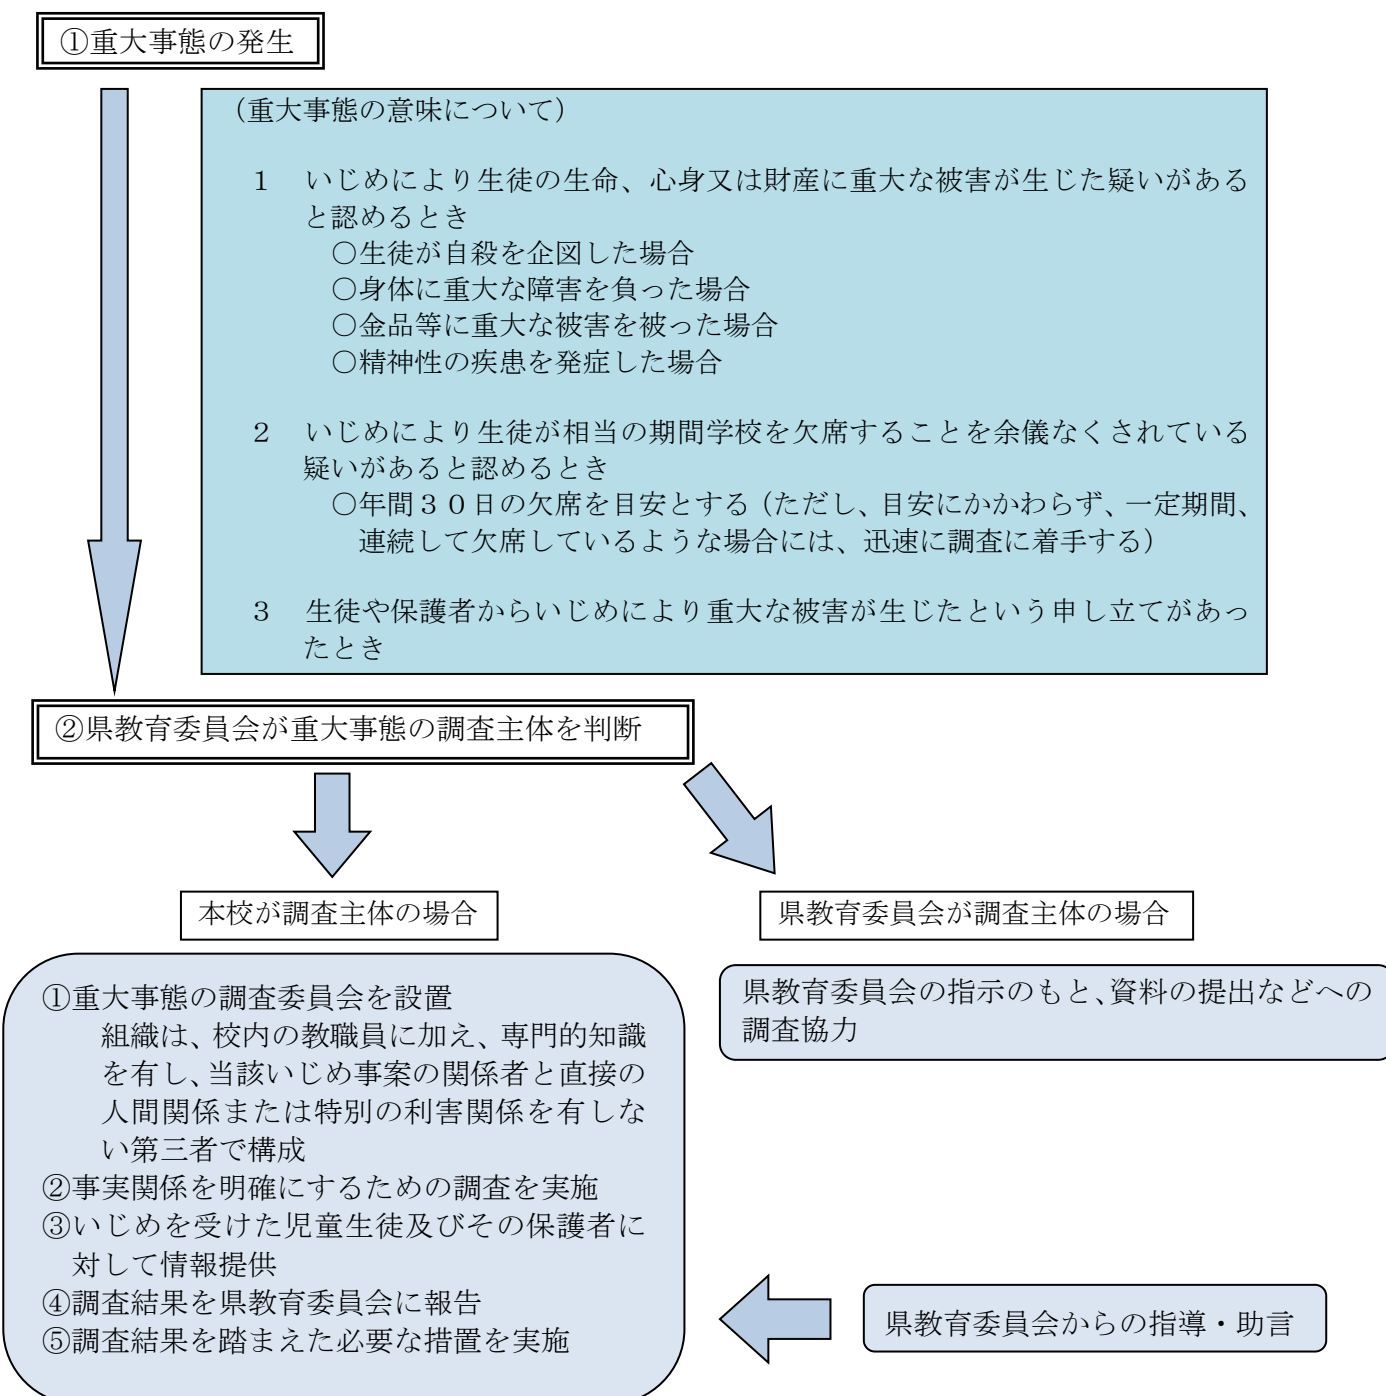 ①重大事態の発生
(重大事態の意味について)
1　いじめにより生徒の生命、心身又は財産に重大な被害が生じた疑いがある
と認めるとき
○生徒が自殺を企図した場合
○身体に重大な障害を負った場合
○金品等に重大な被害を被った場合
○精神性の疾患を発症した場合
2　いじめにより生徒が相当の期間学校を欠席することを余儀なくされている
疑いがあると認めるとき
○年間30日の欠席を目安とする(ただし、目安にかかわらず、一定期間、
連続して欠席しているような場合には、迅速に調査に着手する)
3　生徒や保護者からいじめにより重大な被害が生じたという申し立てがあっ
たとき
②県教育委員会が重大事態の調査主体を判断
本校が調査主体の場合
①重大事態の調査委員会を設置
組織は、校内の教職員に加え、専門的知識
を有し、当該いじめ事案の関係者と直接の
人間関係または特別の利害関係を有しな
い第三者で構成
②事実関係を明確にするための調査を実施
③いじめを受けた児童生徒及びその保護者に
対して情報提供
④調査結果を県教育委員会に報告
⑤調査結果を踏まえた必要な措置を実施
県教育委員会が調査主体の場合
県教育委員会の指示のもと、資料の提出などへの
調査協力
県教育委員会からの指導・助言